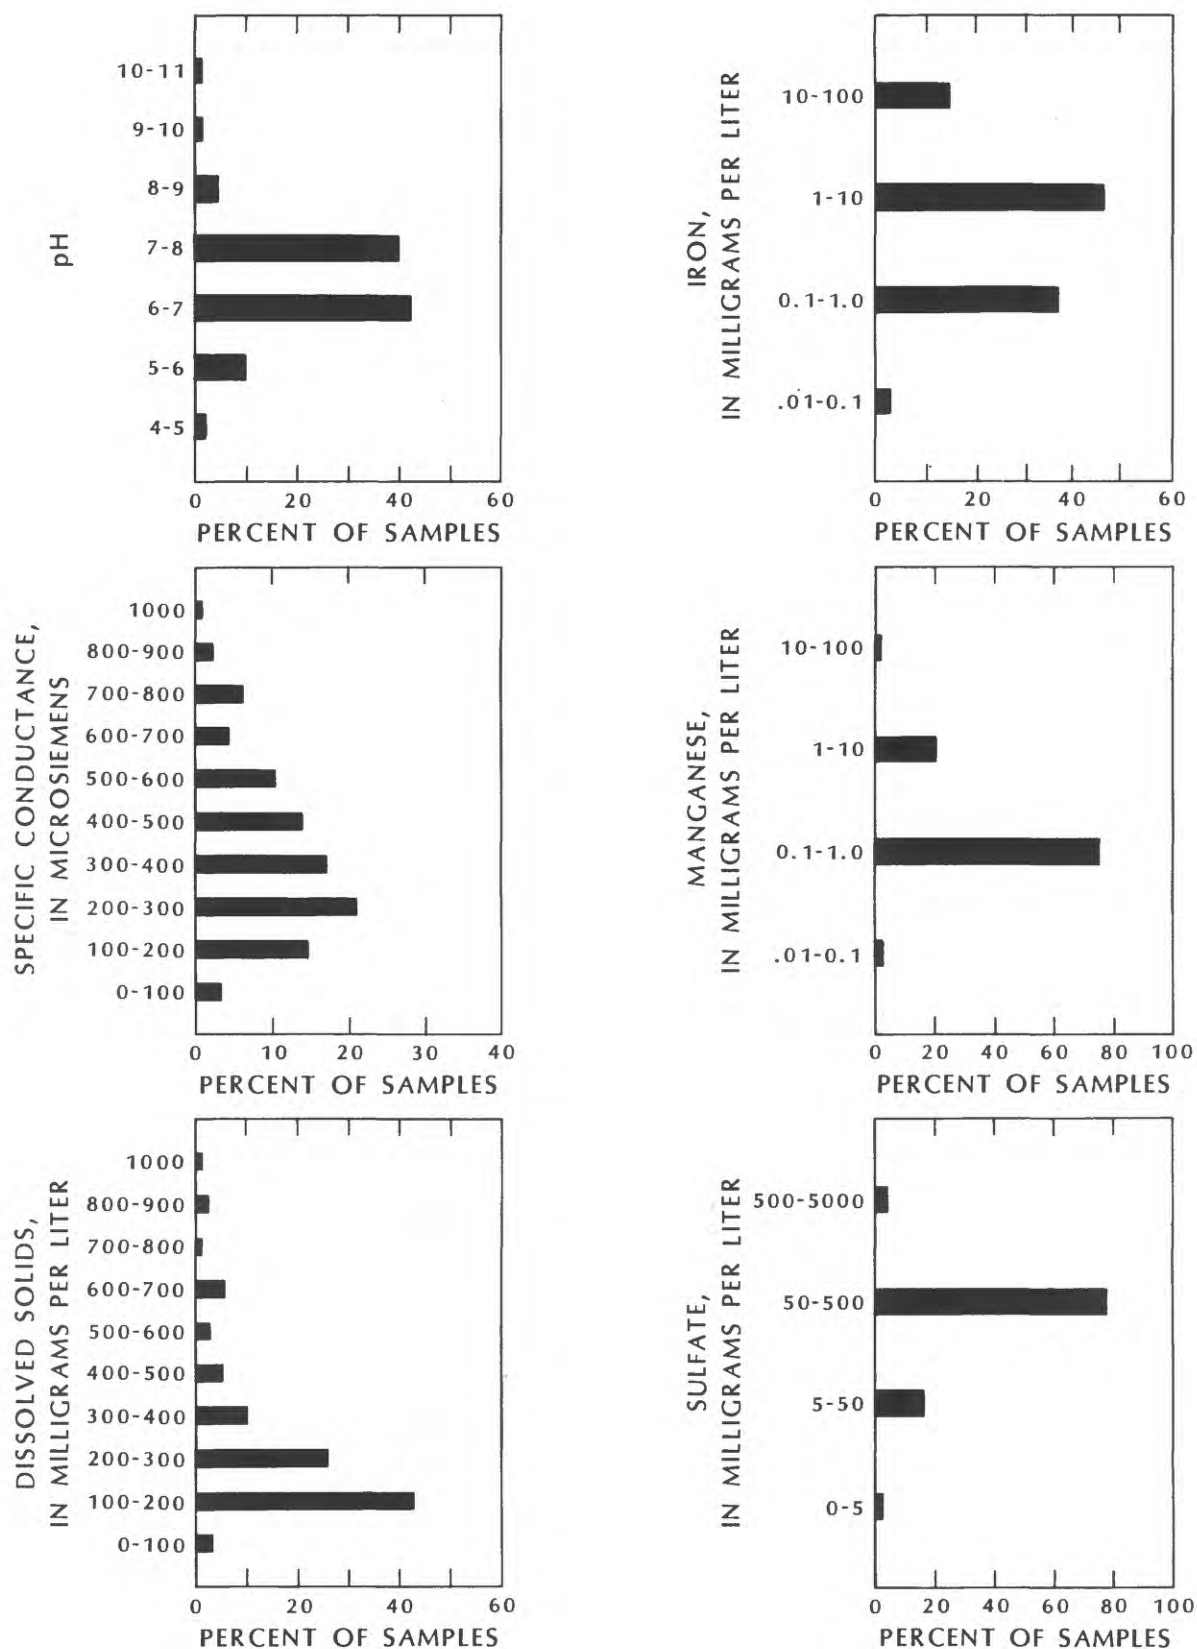 pH
10-11
9-10
8-9
7-8
6-7
5-6
4-5
0 20 40 60
PERCENT OF SAMPLES
IRON,
IN MILLIGRAMS PER LITER
10-100
1-10
0.1-1.0
.01-0.1
0 20 40 60
PERCENT OF SAMPLES
SPECIFIC CONDUCTANCE,
IN MICROSIEMENS
1000
800-900
700-800
600-700
500-600
400-500
300-400
200-300
100-200
0-100
0 10 20 30 40
PERCENT OF SAMPLES
MANGANESE,
IN MILLIGRAMS PER LITER
10-100
1-10
0.1-1.0
.01-0.1
0 20 40 60 80 100
PERCENT OF SAMPLES
DISSOLVED SOLIDS,
IN MILLIGRAMS PER LITER
1000
800-900
700-800
600-700
500-600
400-500
300-400
200-300
100-200
0-100
0 20 40 60
PERCENT OF SAMPLES
SULFATE,
IN MILLIGRAMS PER LITER
500-5000
50-500
5-50
0-5
0 20 40 60 80 100
PERCENT OF SAMPLES